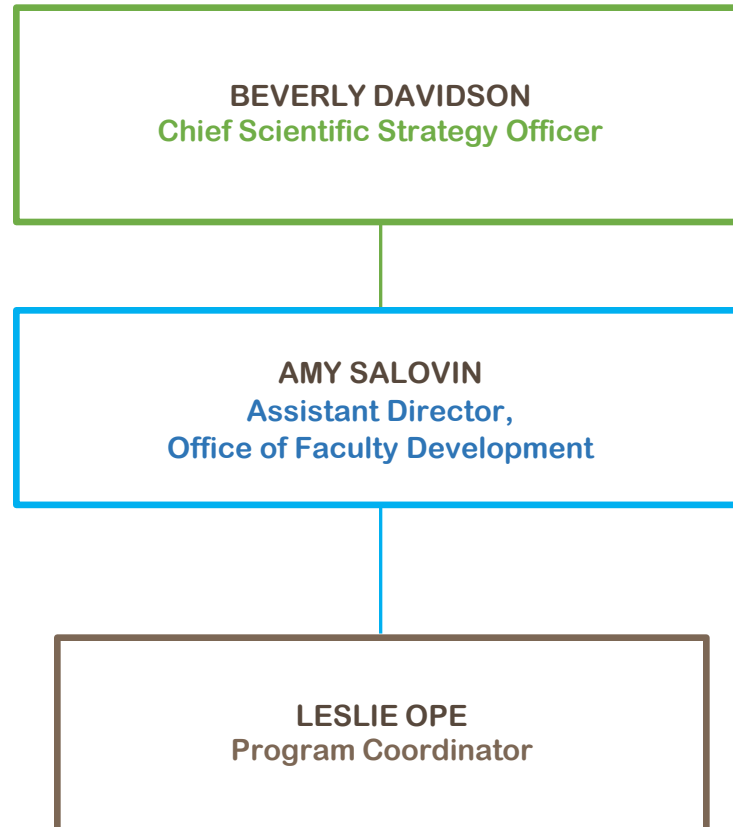 BEVERLY DAVIDSON
Chief Scientific Strategy Officer
AMY SALOVIN
Assistant Director,
Office of Faculty Development
LESLIE OPE
Program Coordinator